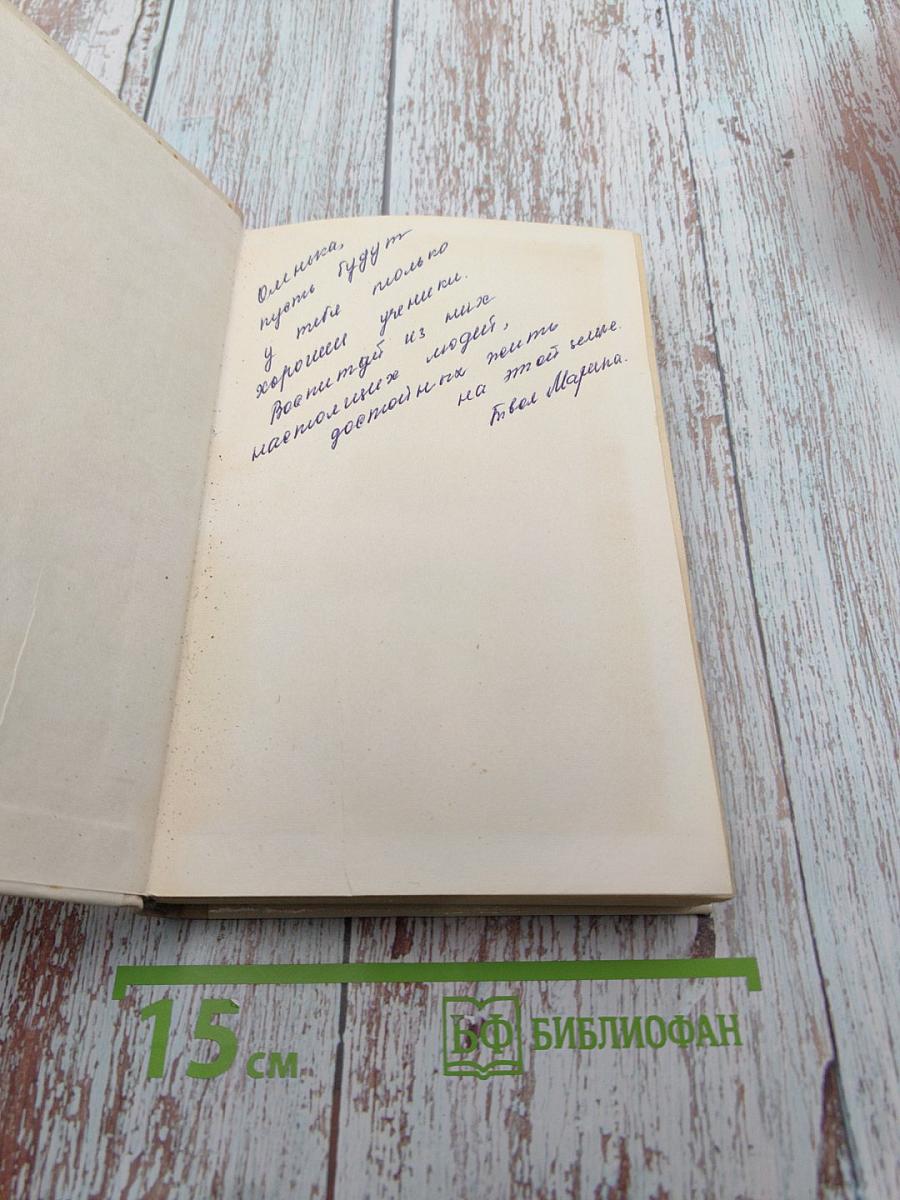 Оленька,
пусть будут
у тебя только
хорошие ученики.
Воспитай из них
настоящих людей,
достойных жить
на этой земле.
Твоя Марина.
15 см
БФ БИБЛИОФАН